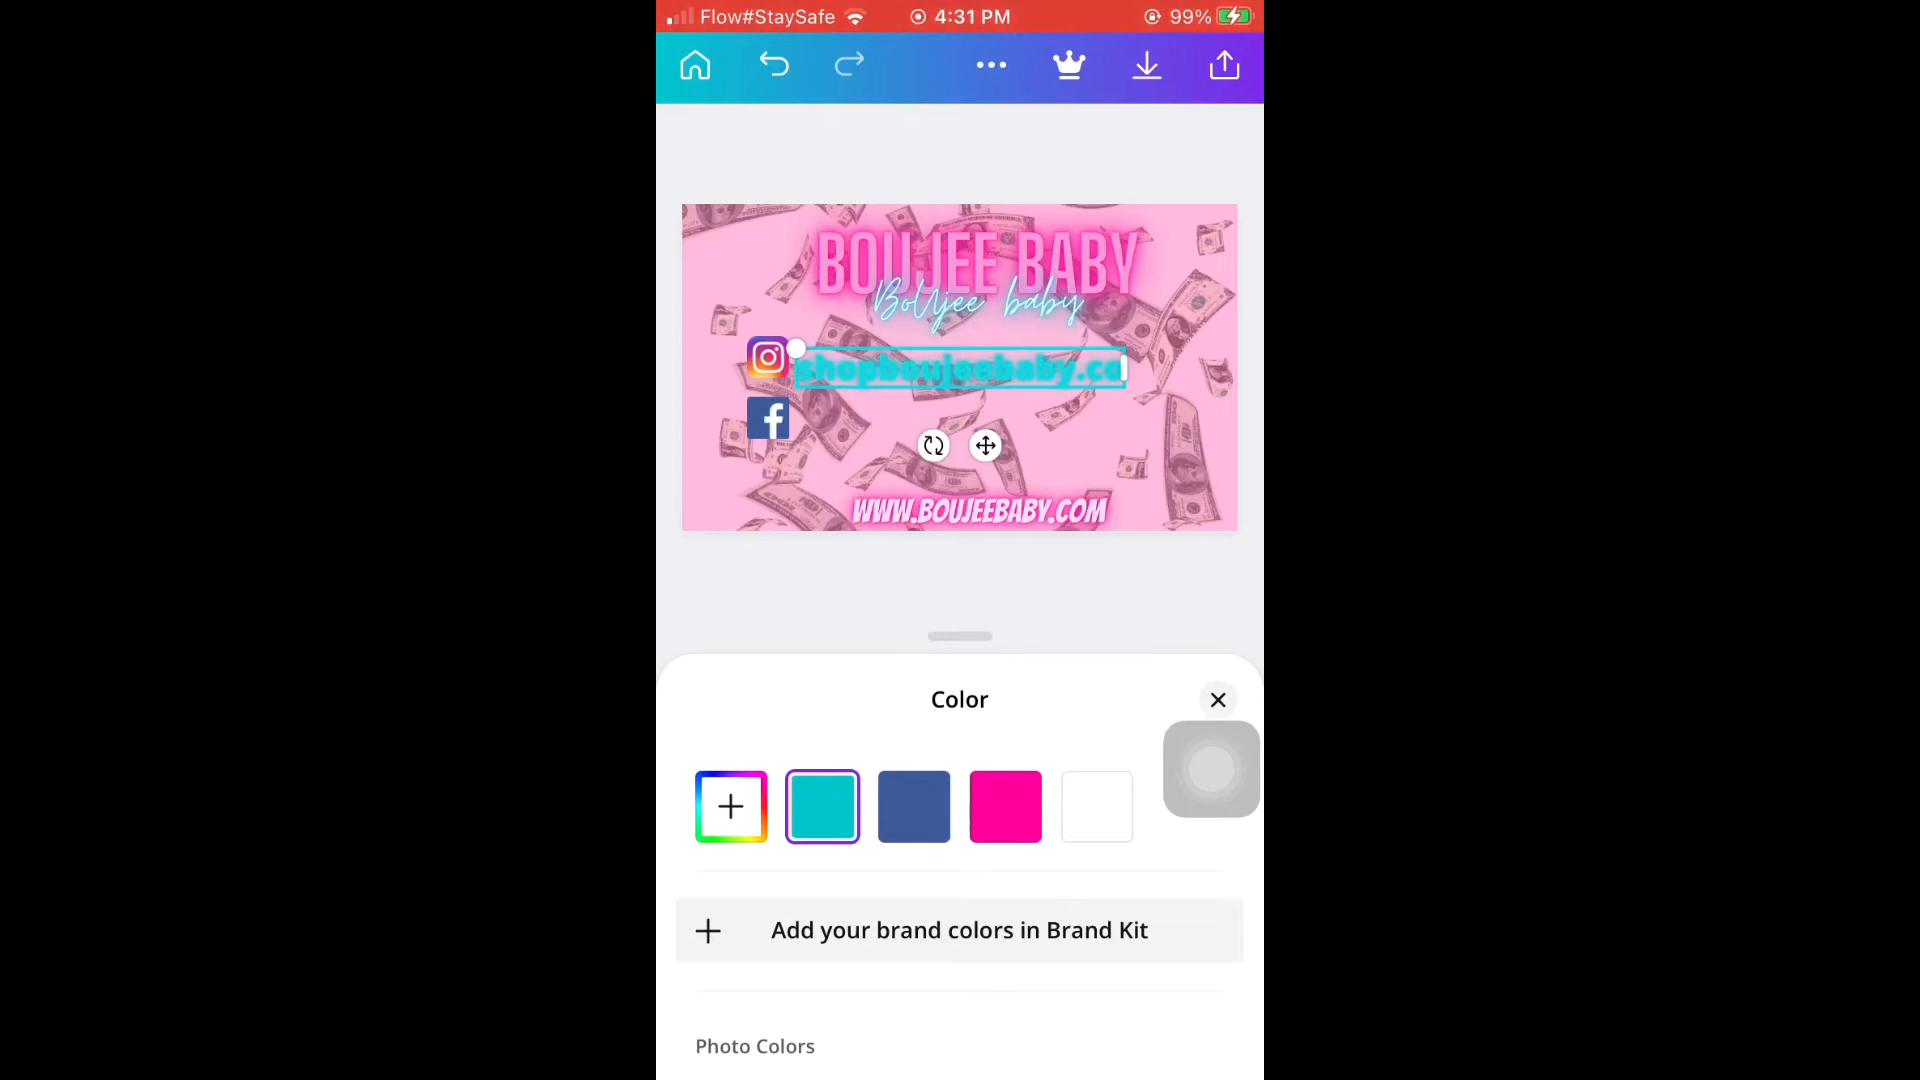 Flow#StaySafe 4:31 PM 99%
BOUJEE BABY
BoUjee baby
shopboujeebaby.co
WWW.BOUJEEBABY.COM
Color
Add your brand colors in Brand Kit
Photo Colors